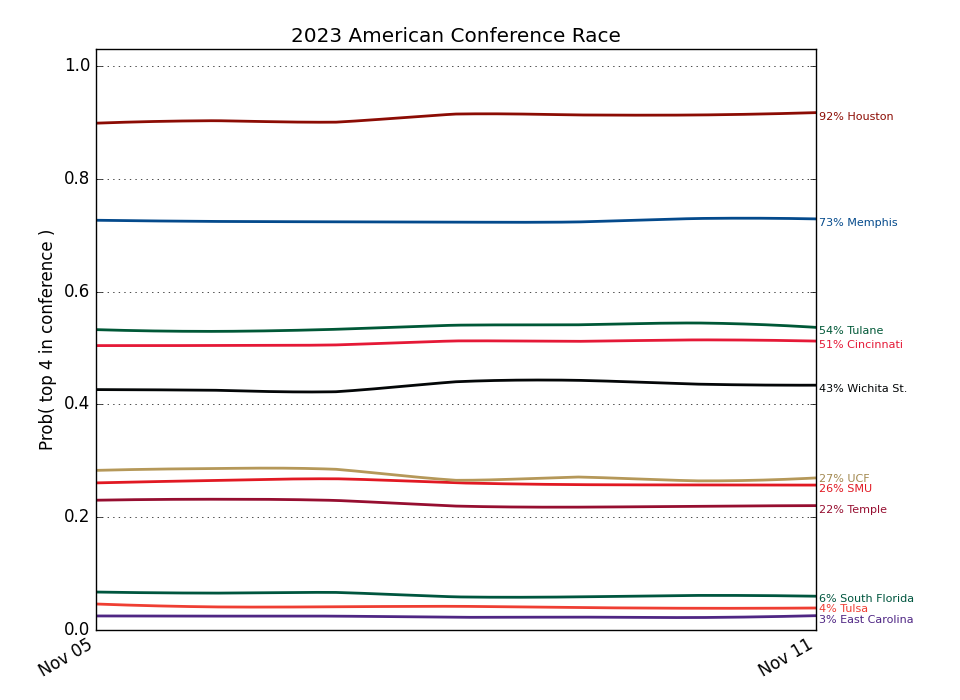 2023 American Conference Race
Prob( top 4 in conference )
1.0
0.8
0.6
0.4
0.2
0.0
92% Houston
73% Memphis
54% Tulane
51% Cincinnati
43% Wichita St.
27% UCF
26% SMU
22% Temple
6% South Florida
4% Tulsa
3% East Carolina
Nov 05
Nov 11